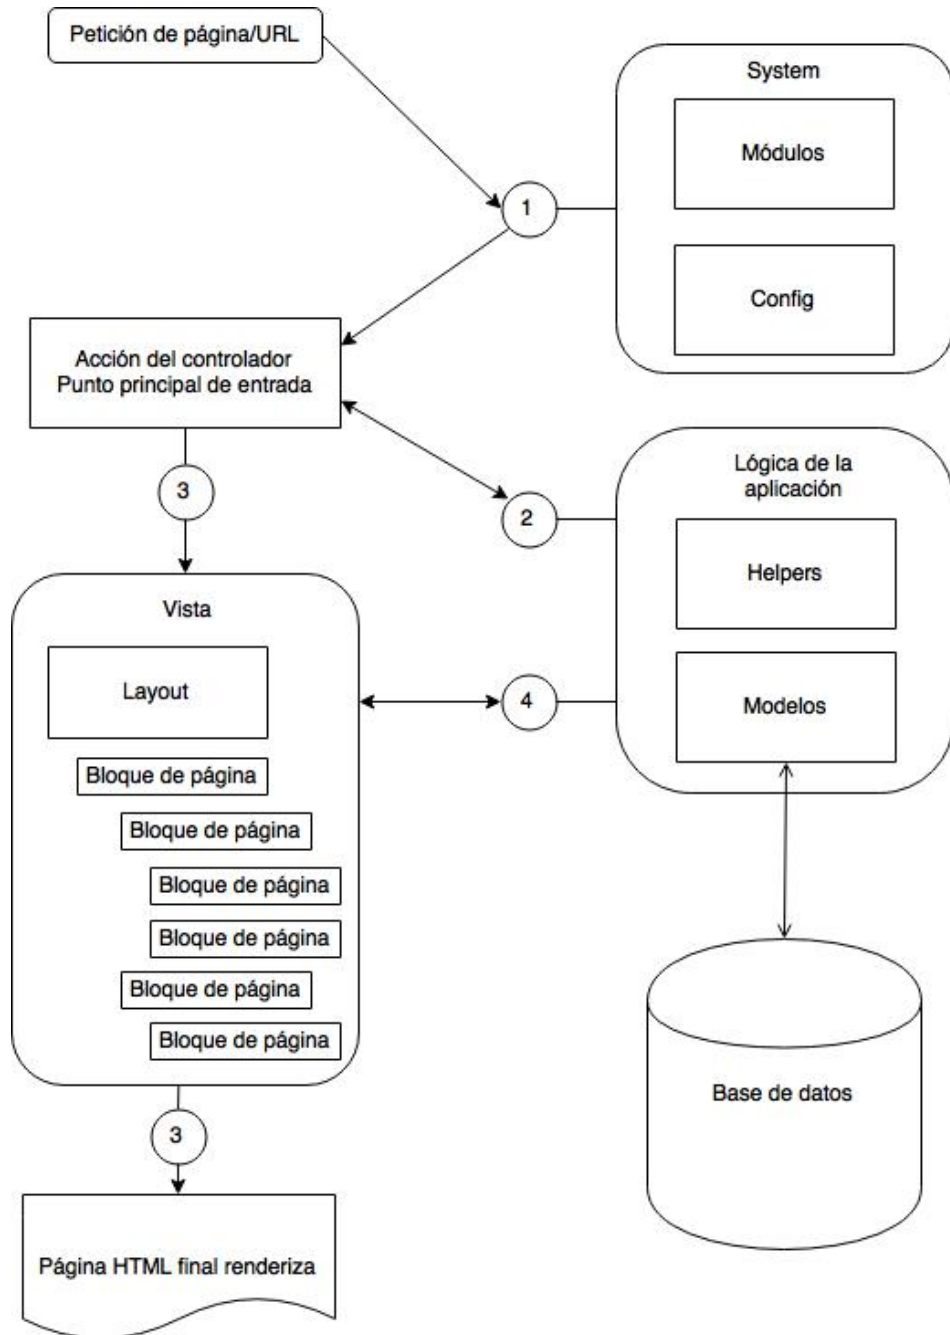 Petición de página/URL
System
Módulos
1
Config
Acción del controlador
Punto principal de entrada
Lógica de la
aplicación
3
2
Helpers
Vista
Layout
4
Modelos
Bloque de página
Bloque de página
Bloque de página
Bloque de página
Bloque de página
Bloque de página
Base de datos
3
Página HTML final renderiza